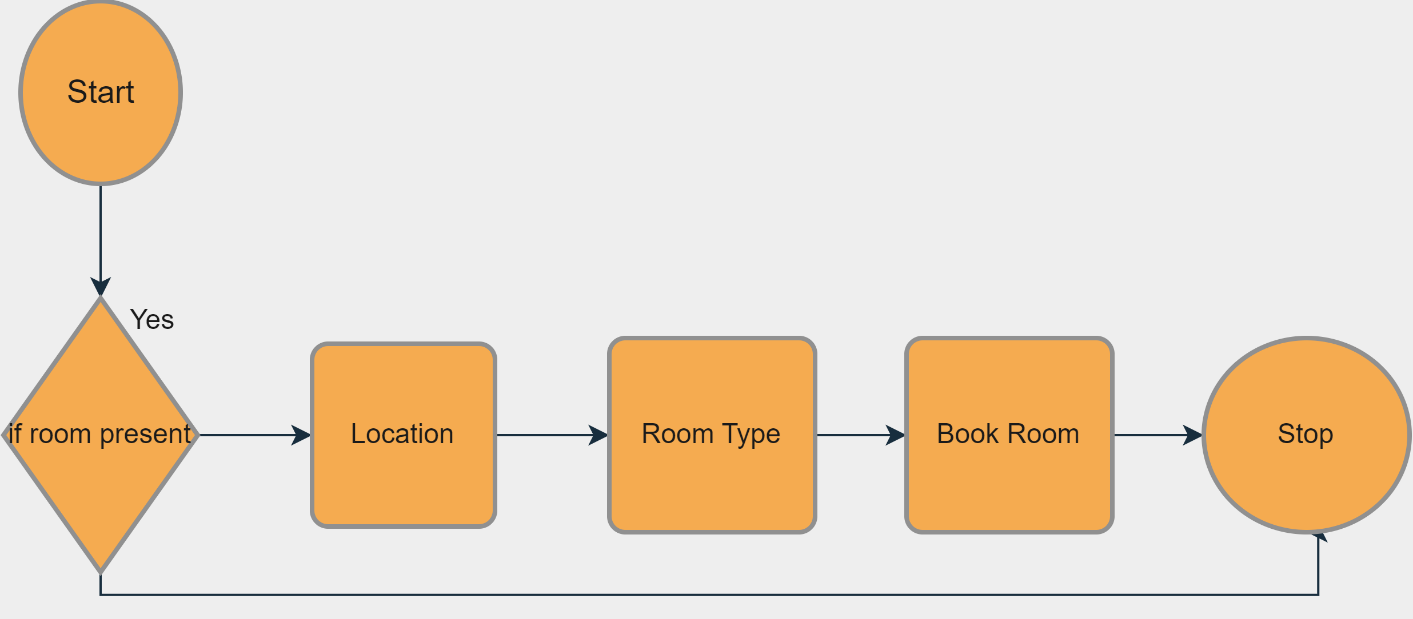 Start
Yes
if room present
Location
Room Type
Book Room
Stop